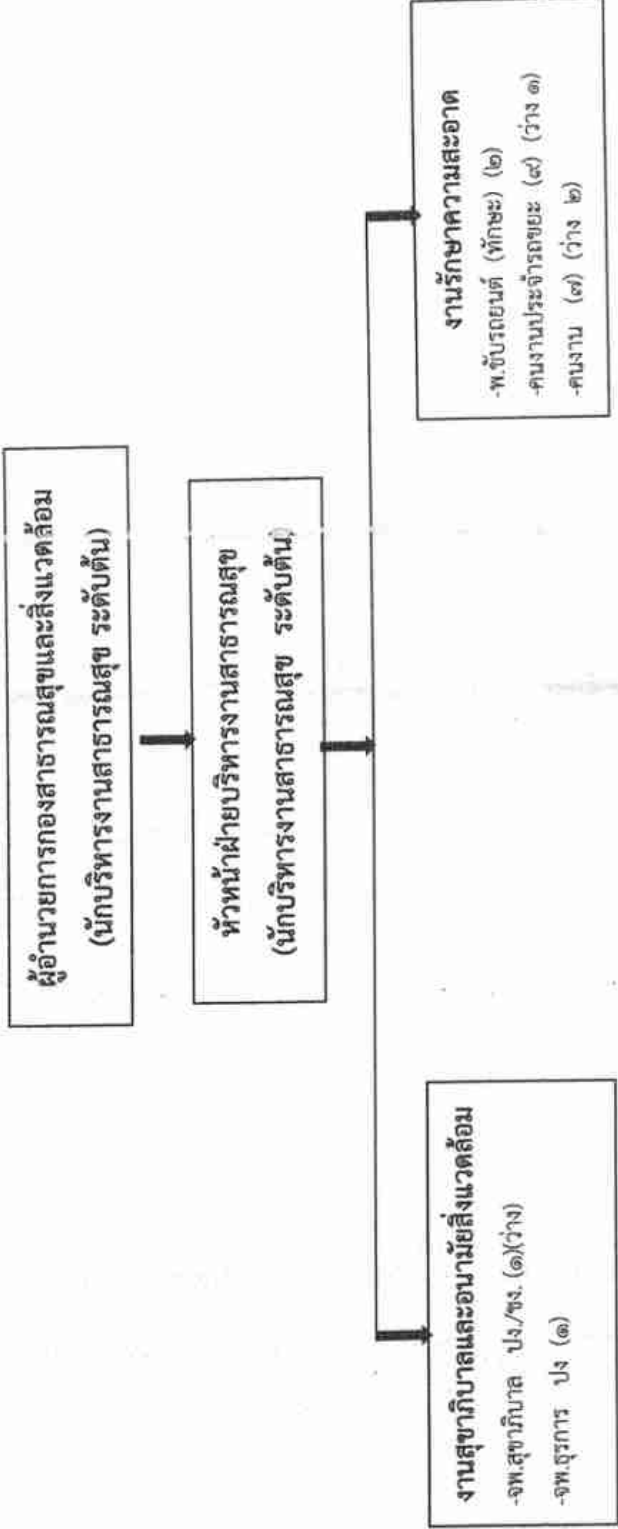 ผู้อำนวยการกองสาธารณสุขและสิ่งแวดล้อม
(นักบริหารงานสาธารณสุข ระดับต้น)
หัวหน้าฝ่ายบริหารงานสาธารณสุข
(นักบริหารงานสาธารณสุข ระดับต้น)
งานสุขาภิบาลและอนามัยสิ่งแวดล้อม
-จพ.สุขาภิบาล ปง./ชง. (๑)(ว่าง)
-จพ.ธุรการ ปง (๑)
งานรักษาความสะอาด
-พ.ขับรถยนต์ (ทักษะ) (๒)
-คนงานประจำรถขยะ (๙) (ว่าง ๑)
-คนงาน (๗) (ว่าง ๒)